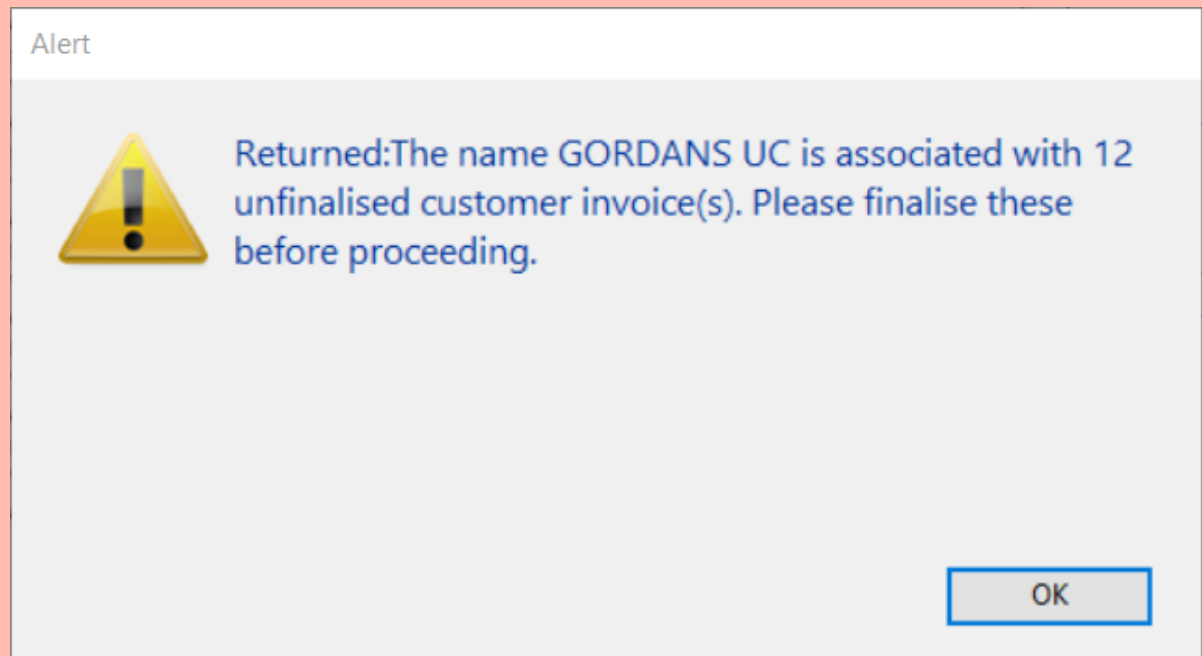 Alert
Returned:The name GORDANS UC is associated with 12
unfinalised customer invoice(s). Please finalise these
before proceeding.
OK